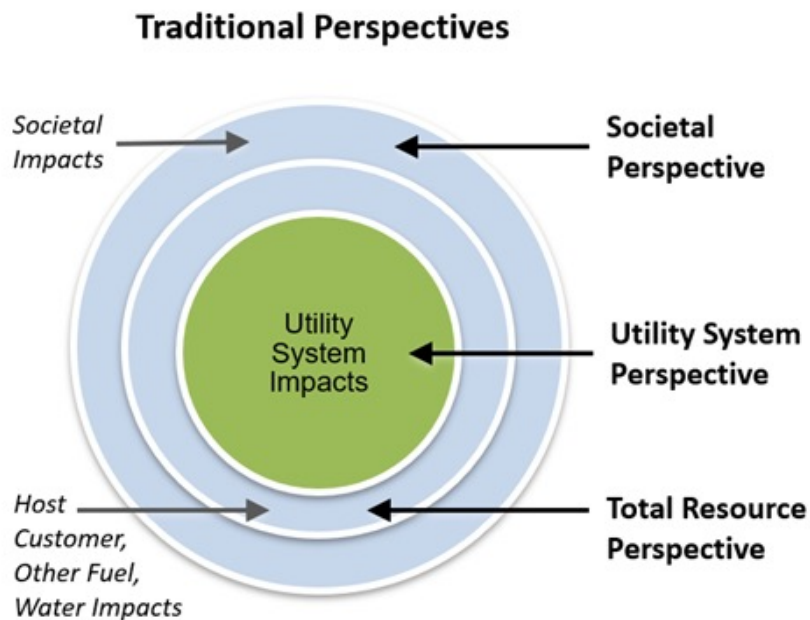 Traditional Perspectives
Societal
Impacts
Societal
Perspective
Utility
System
Impacts
Utility System
Perspective
Host
Customer,
Other Fuel,
Water Impacts
Total Resource
Perspective